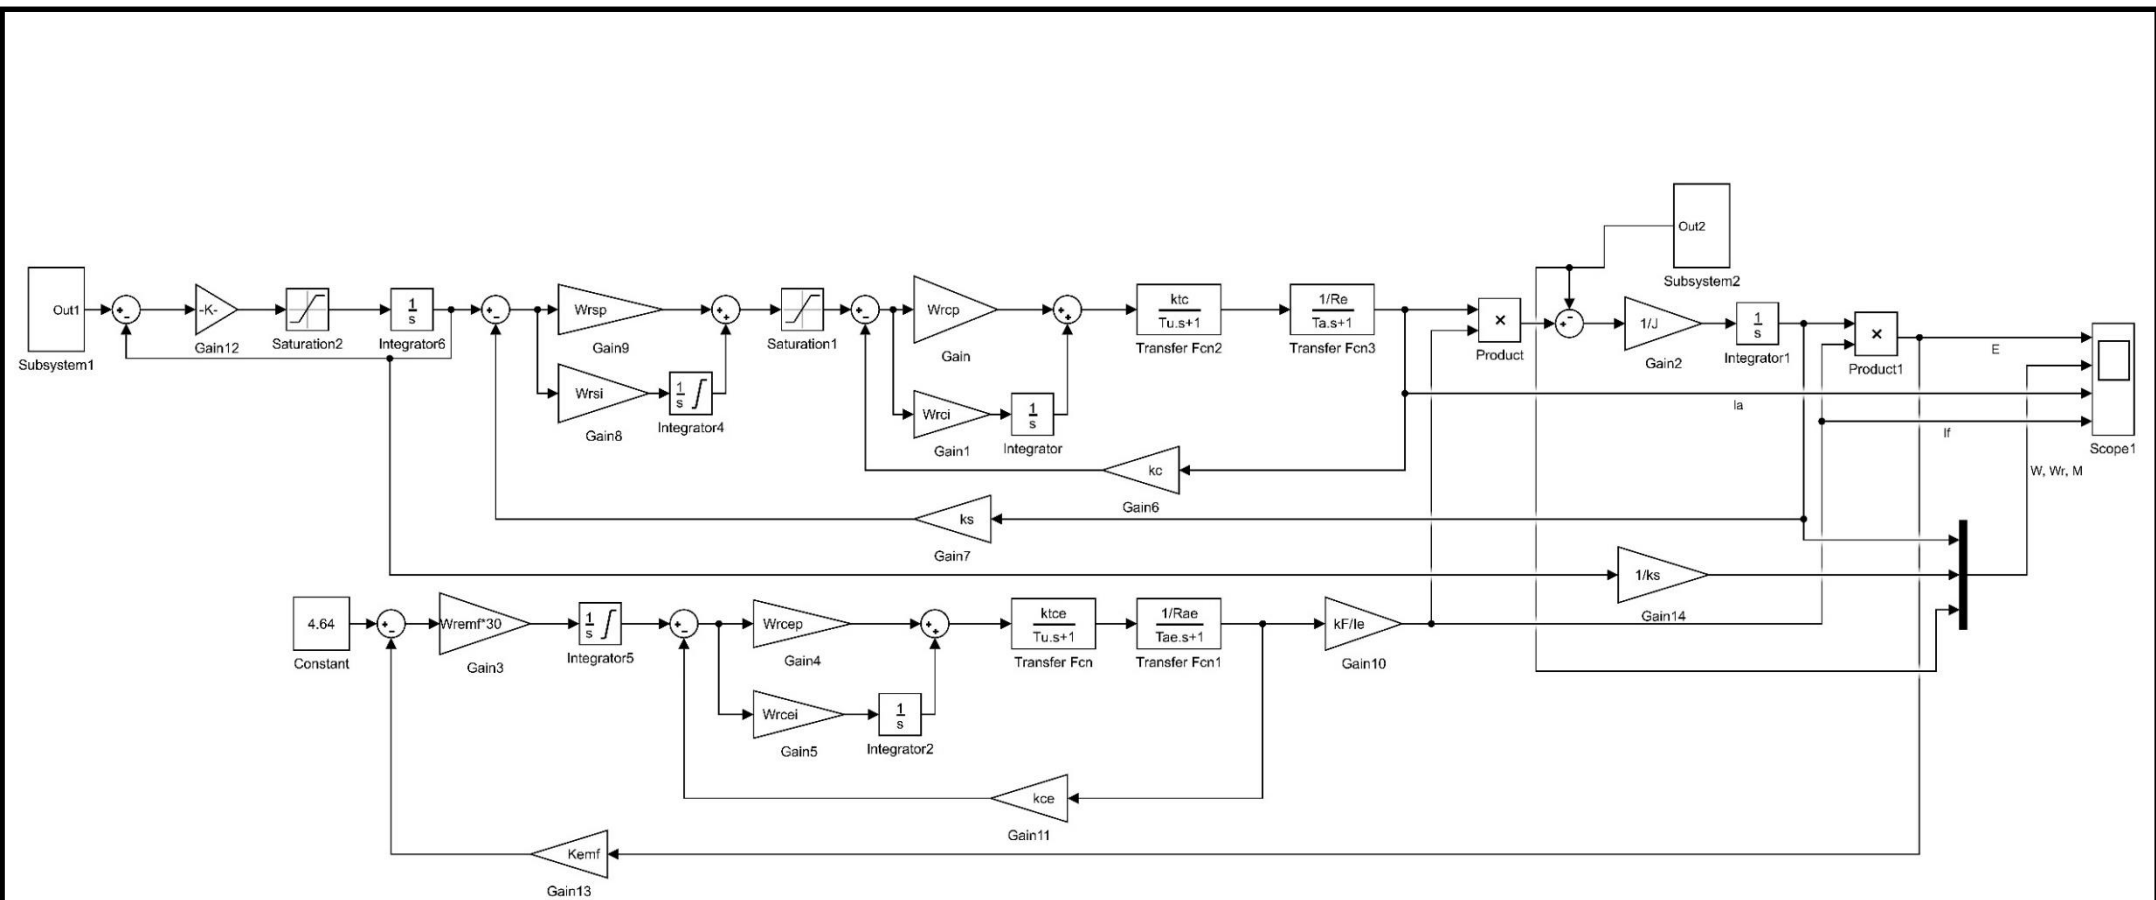 Out2
Subsystem2
Out1
Subsystem1
-K-
Gain12
Saturation2
1
s
Integrator6
Wrsp
Gain9
Wrsi
Gain8
1
s
Integrator4
Saturation1
Wrcp
Gain
Wrci
Gain1
1
s
Integrator
ktc
Tu.s+1
Transfer Fcn2
1/Re
Ta.s+1
Transfer Fcn3
×
Product
1/J
Gain2
1
s
Integrator1
×
Product1
E
Ia
If
W, Wr, M
Scope1
kc
Gain6
ks
Gain7
1/ks
Gain14
4.64
Constant
Wremf*30
Gain3
1
s
Integrator5
Wrcep
Gain4
Wrcei
Gain5
1
s
Integrator2
ktce
Tu.s+1
Transfer Fcn
1/Rae
Tae.s+1
Transfer Fcn1
kF/Ie
Gain10
kce
Gain11
Kemf
Gain13